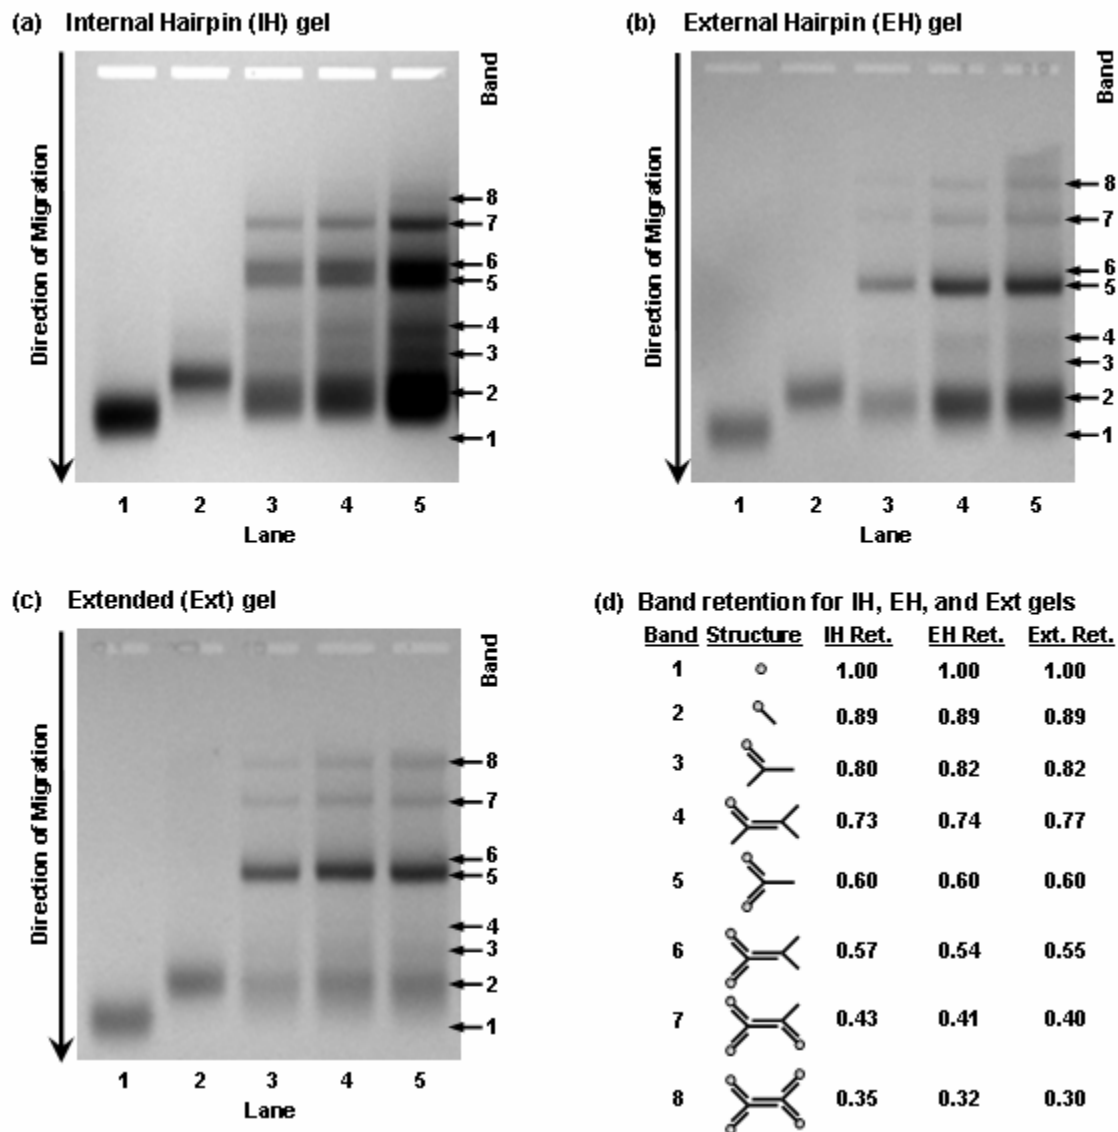 (a) Internal Hairpin (IH) gel
Direction of Migration
Band
8
7
6
5
4
3
2
1
1 2 3 4 5
Lane
(b) External Hairpin (EH) gel
Direction of Migration
Band
8
7
6
5
4
3
2
1
1 2 3 4 5
Lane
(c) Extended (Ext) gel
Direction of Migration
Band
8
7
6
5
4
3
2
1
1 2 3 4 5
Lane
(d) Band retention for IH, EH, and Ext gels
Band Structure IH Ret. EH Ret. Ext. Ret.
1 1.00 1.00 1.00
2 0.89 0.89 0.89
3 0.80 0.82 0.82
4 0.73 0.74 0.77
5 0.60 0.60 0.60
6 0.57 0.54 0.55
7 0.43 0.41 0.40
8 0.35 0.32 0.30